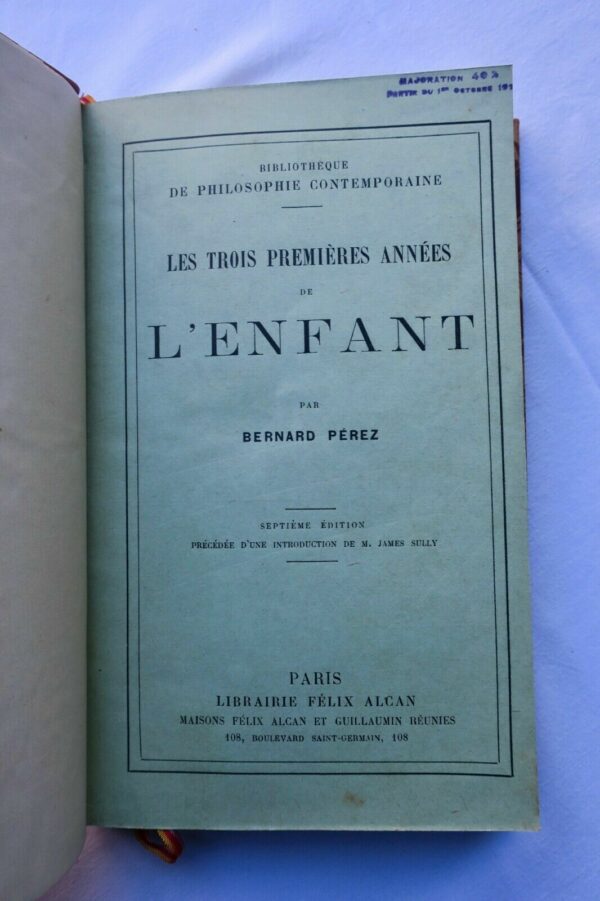 MAJORATION 40%
PARTIR DU 1ER OCTOBRE
BIBLIOTHÈQUE
DE PHILOSOPHIE CONTEMPORAINE
LES TROIS PREMIÈRES ANNÉES
DE
L'ENFANT
PAR
BERNARD PÉREZ
SEPTIÈME ÉDITION
PRÉCÉDÉE D'UNE INTRODUCTION DE M. JAMES SULLY
PARIS
LIBRAIRIE FÉLIX ALCAN
MAISONS FÉLIX ALCAN ET GUILLAUMIN RÉUNIES
108, BOULEVARD SAINT-GERMAIN, 108